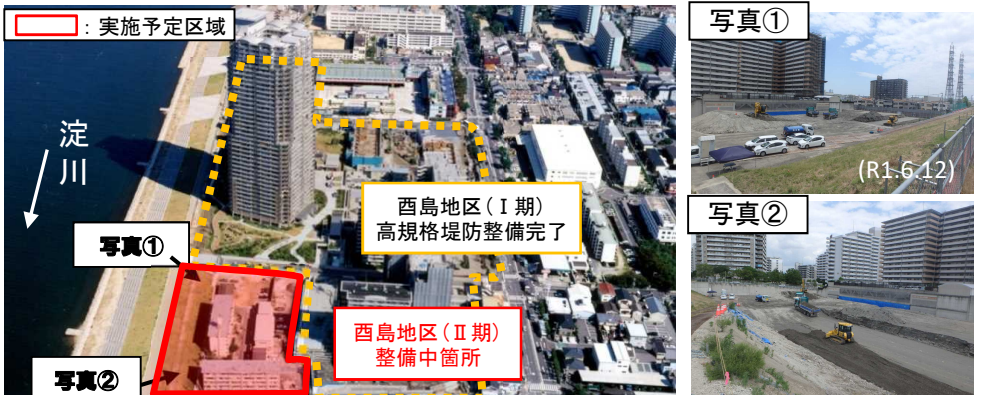 ：実施予定区域
淀川
写真①
酉島地区（Ⅰ期）
高規格堤防整備完了
酉島地区（Ⅱ期）
整備中箇所
写真②
写真①
(R1.6.12)
写真②